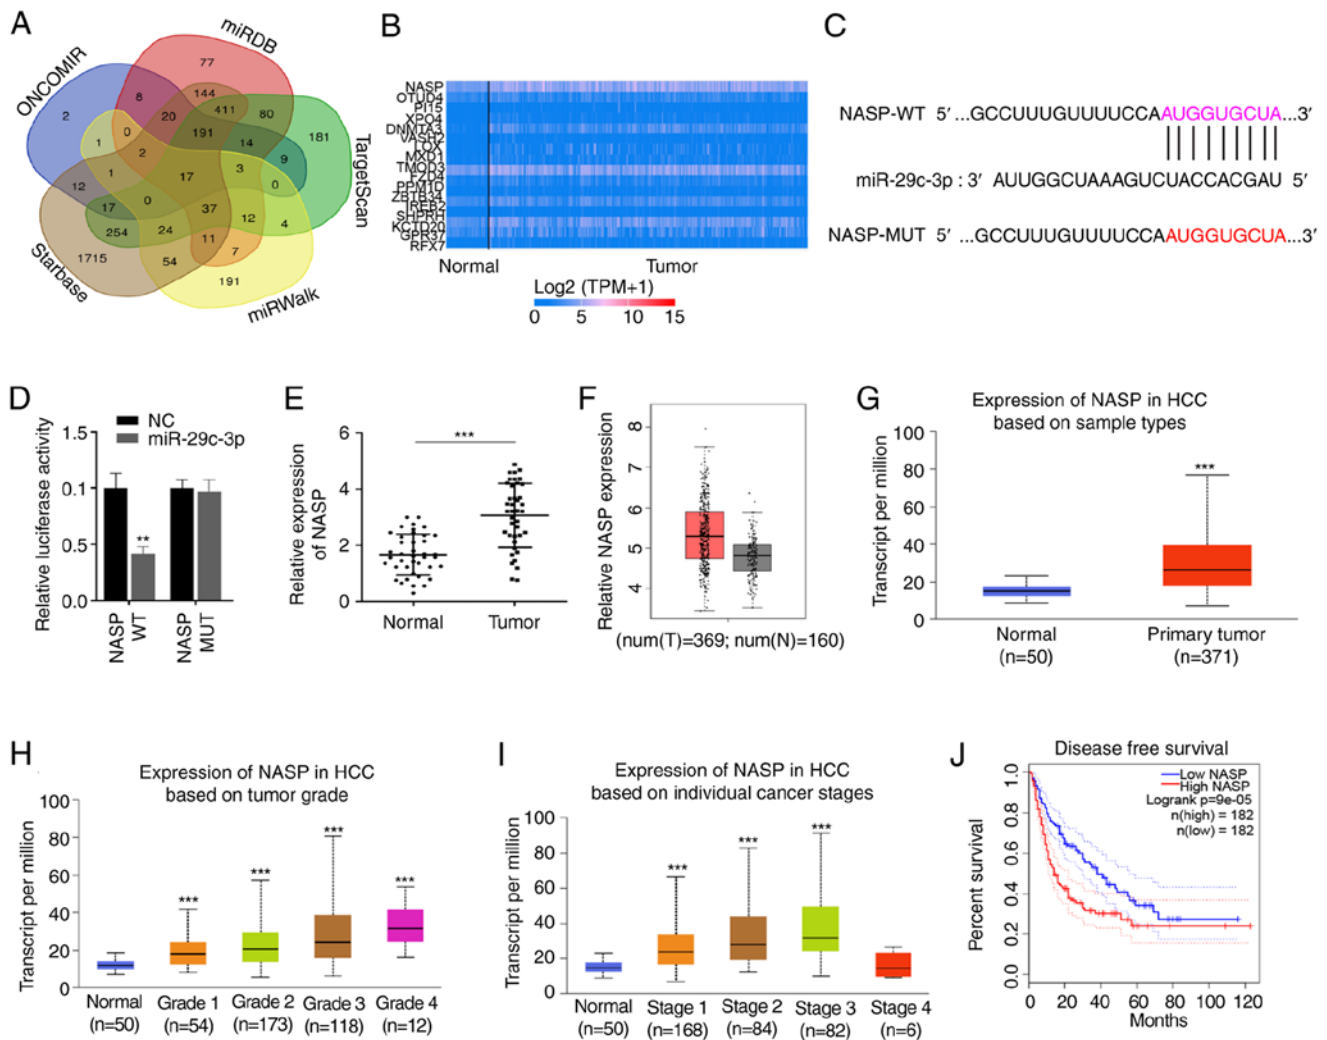 A
ONCOMIR
miRDB
TargetScan
Starbase
miRWalk
77
2
8
144
411
80
181
20
191
14
9
0
1
2
3
0
17
1
12
0
17
37
12
4
254
24
11
7
1715
54
191
B
NASP
OTUD4
PI15
XPO4
DNMTA3
VASH2
LOX
MXD1
TMOD3
FZD4
PPM1D
ZBTB34
IREB2
SHPRH
KCTD20
GPR37
RFX7
Normal Tumor
Log2 (TPM+1)
0 5 10 15
C
NASP-WT 5′ ...GCCUUUGUUUUCCAAUGGUGCUA...3′
miR-29c-3p : 3′ AUUGGCUAAAGUCUACCACGAU 5′
NASP-MUT 5′ ...GCCUUUGUUUUCCAAUGGUGCUA...3′
D
NC
miR-29c-3p
Relative luciferase activity
1.5
0.1
0.5
0.0
**
NASP WT
NASP MUT
E
Relative expression
of NASP
6
4
2
0
***
Normal Tumor
F
Relative NASP expression
8
7
6
5
4
(num(T)=369; num(N)=160)
G
Expression of NASP in HCC
based on sample types
Transcript per million
100
80
60
40
20
0
***
Normal Primary tumor
(n=50) (n=371)
H
Expression of NASP in HCC
based on tumor grade
Transcript per million
100
80
60
40
20
0
*** *** *** ***
Normal Grade 1 Grade 2 Grade 3 Grade 4
(n=50) (n=54) (n=173) (n=118) (n=12)
I
Expression of NASP in HCC
based on individual cancer stages
Transcript per million
100
80
60
40
20
0
*** *** ***
Normal Stage 1 Stage 2 Stage 3 Stage 4
(n=50) (n=168) (n=84) (n=82) (n=6)
J
Disease free survival
Low NASP
High NASP
Logrank p=9e-05
n(high) = 182
n(low) = 182
Percent survival
1.0
0.8
0.6
0.4
0.2
0.0
0 20 40 60 80 100 120
Months